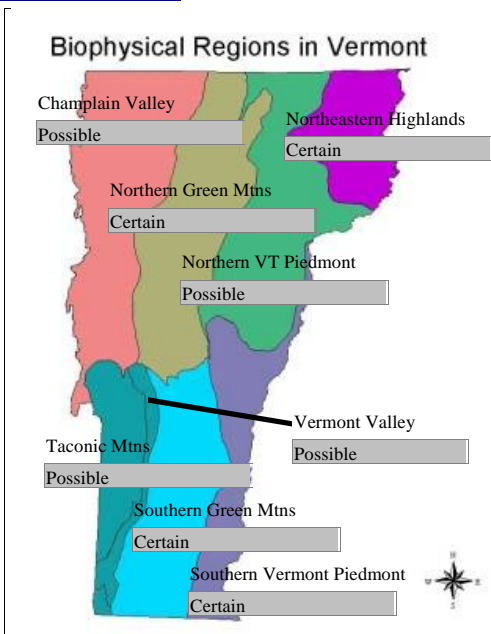 Biophysical Regions in Vermont
Champlain Valley
Possible
Northeastern Highlands
Certain
Northern Green Mtns
Certain
Northern VT Piedmont
Possible
Vermont Valley
Possible
Taconic Mtns
Possible
Southern Green Mtns
Certain
Southern Vermont Piedmont
Certain
N
W
E
S